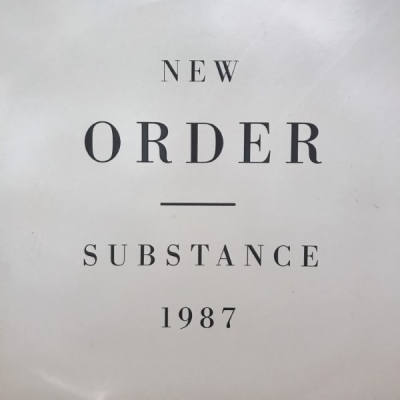 NEW
ORDER
SUBSTANCE
1987